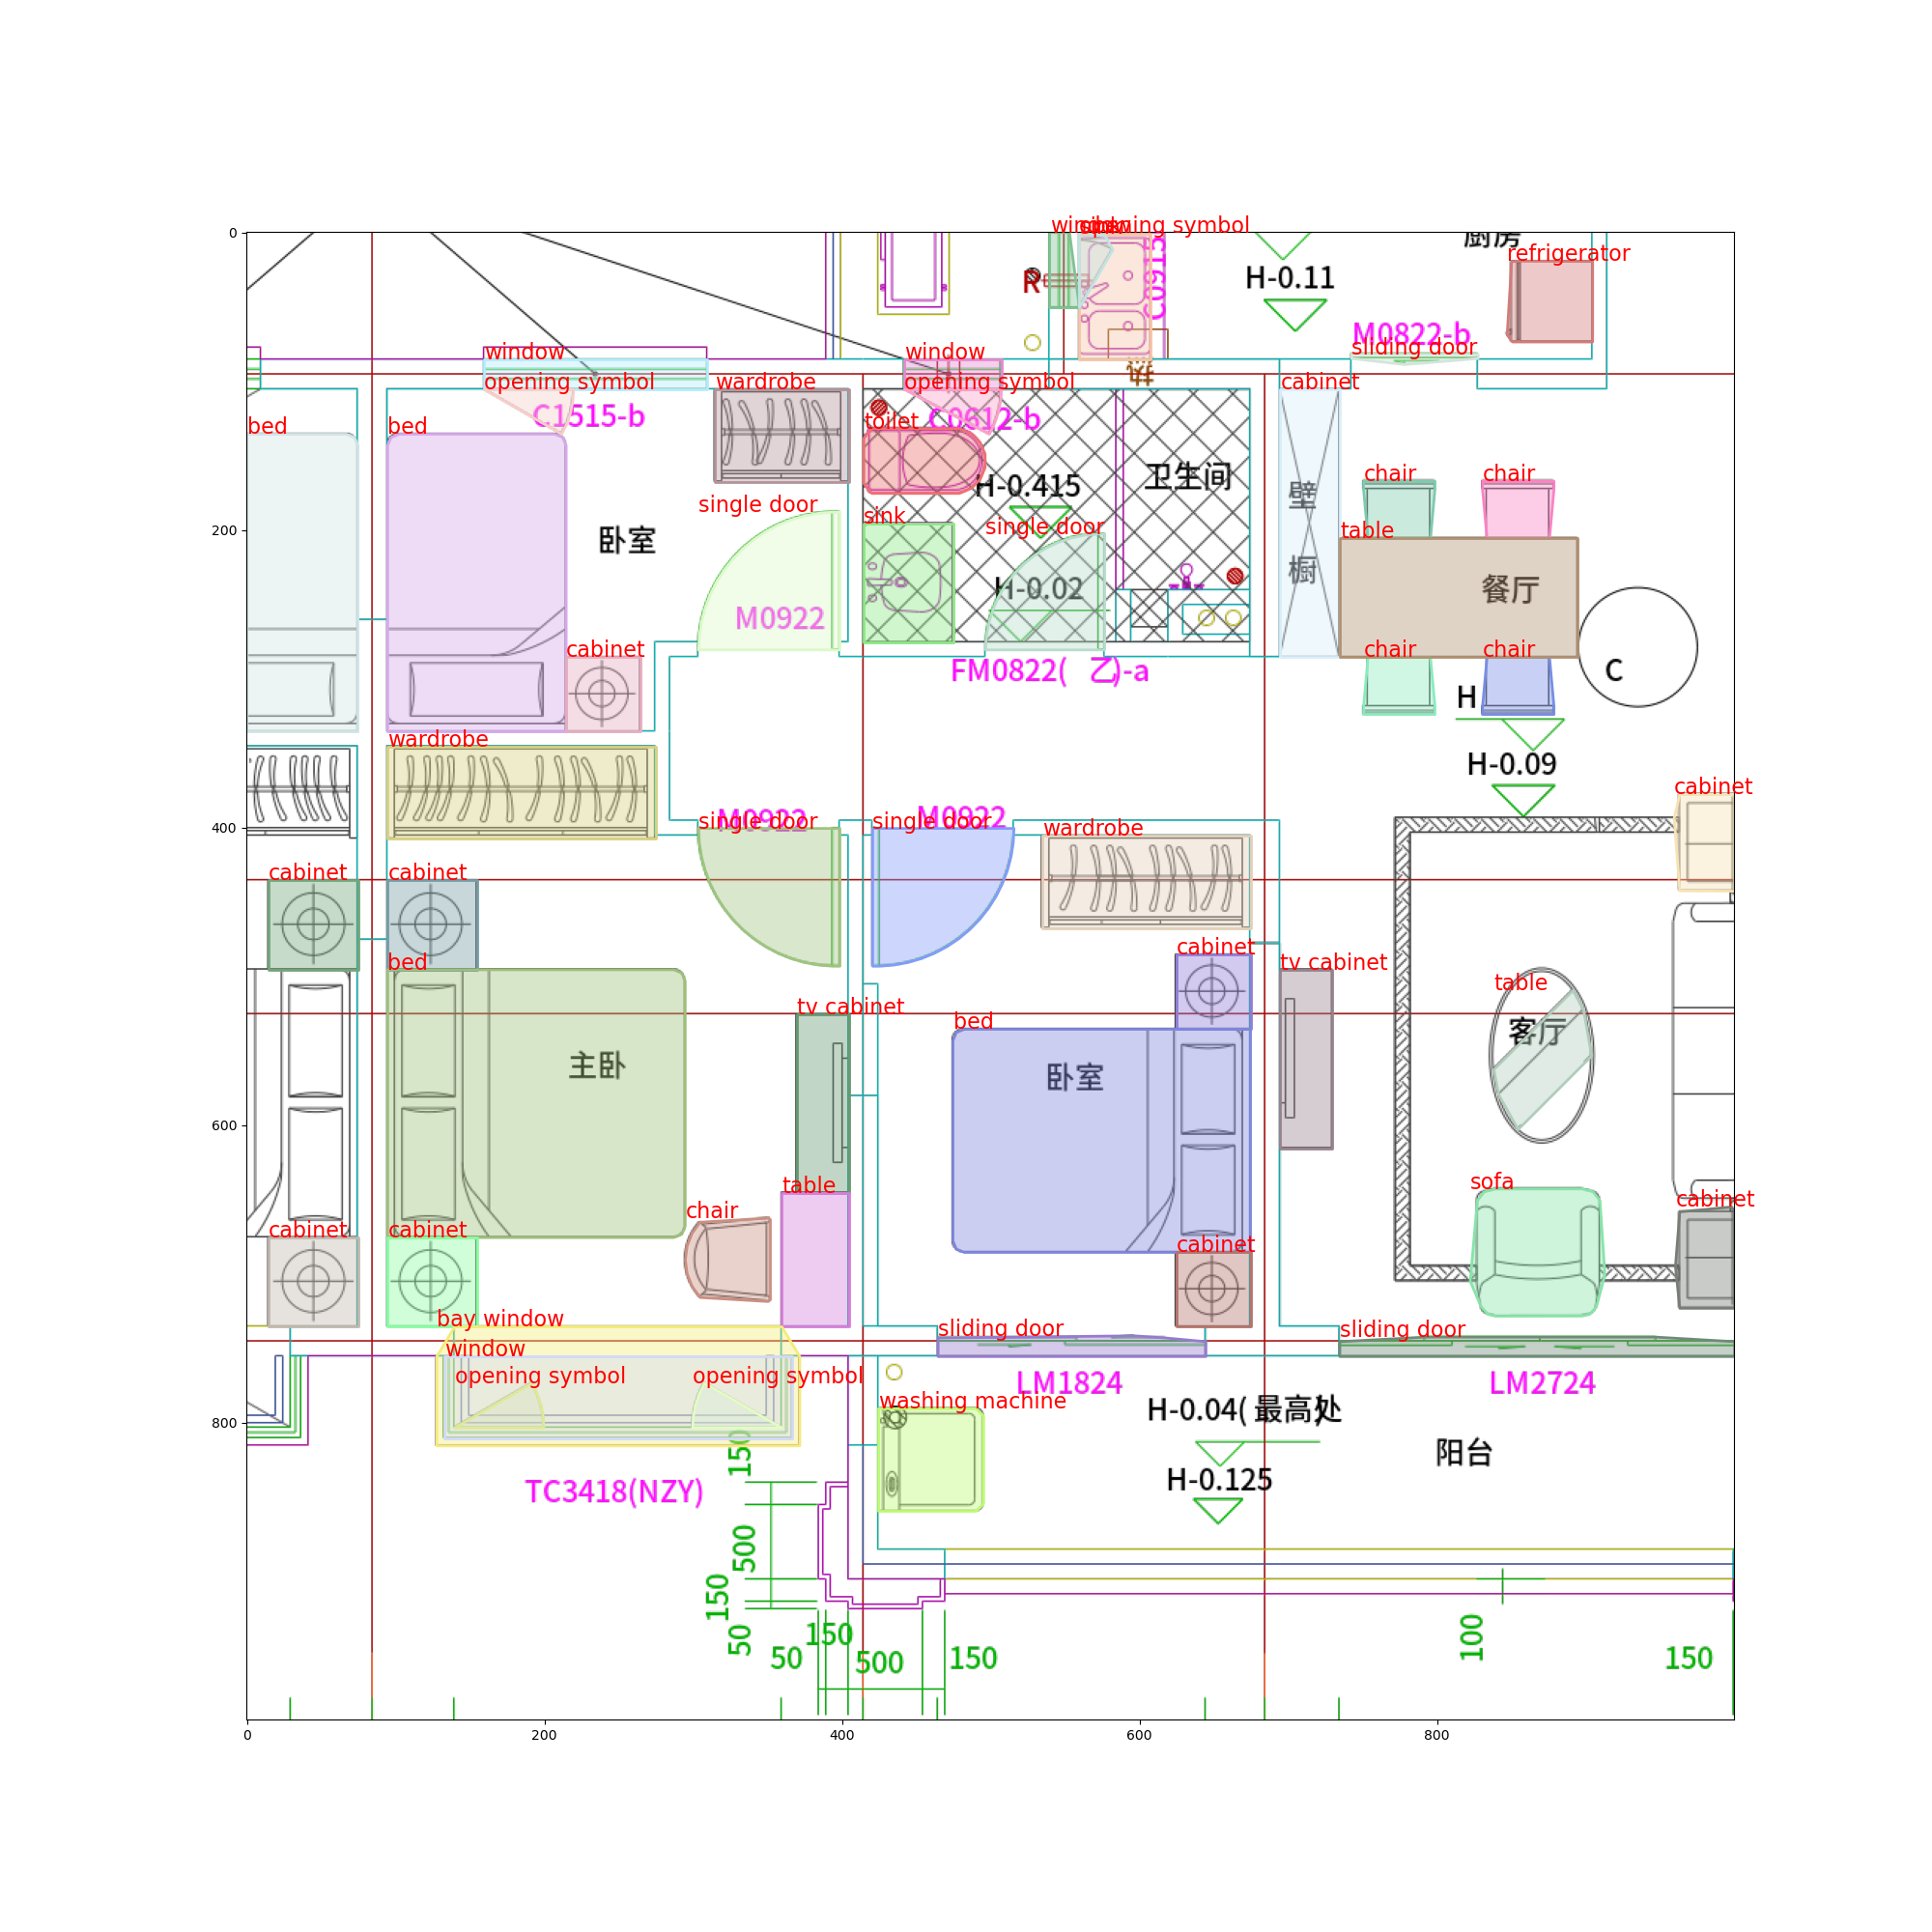 window
sink
opening symbol
厨房
refrigerator
0
R
C0915
H-0.11
M0822-b
sliding door
window
window
opening symbol
wardrobe
opening symbol
热
cabinet
C1515-b
C0612-b
bed
bed
toilet
卫生间
chair
chair
H-0.415
壁
橱
single door
sink
single door
table
200
卧室
H-0.02
餐厅
M0922
cabinet
FM0822( 乙)-a
chair
chair
C
H
wardrobe
H-0.09
cabinet
M0922
M0922
400
single door
single door
wardrobe
cabinet
cabinet
cabinet
bed
tv cabinet
table
tv cabinet
bed
客厅
主卧
卧室
600
table
sofa
chair
cabinet
cabinet
cabinet
cabinet
bay window
sliding door
sliding door
window
opening symbol
opening symbol
LM1824
LM2724
washing machine
H-0.04( 最高处
)
800
150
阳台
H-0.125
TC3418(NZY)
500
150
50
150
50
500
150
100
150
0
200
400
600
800